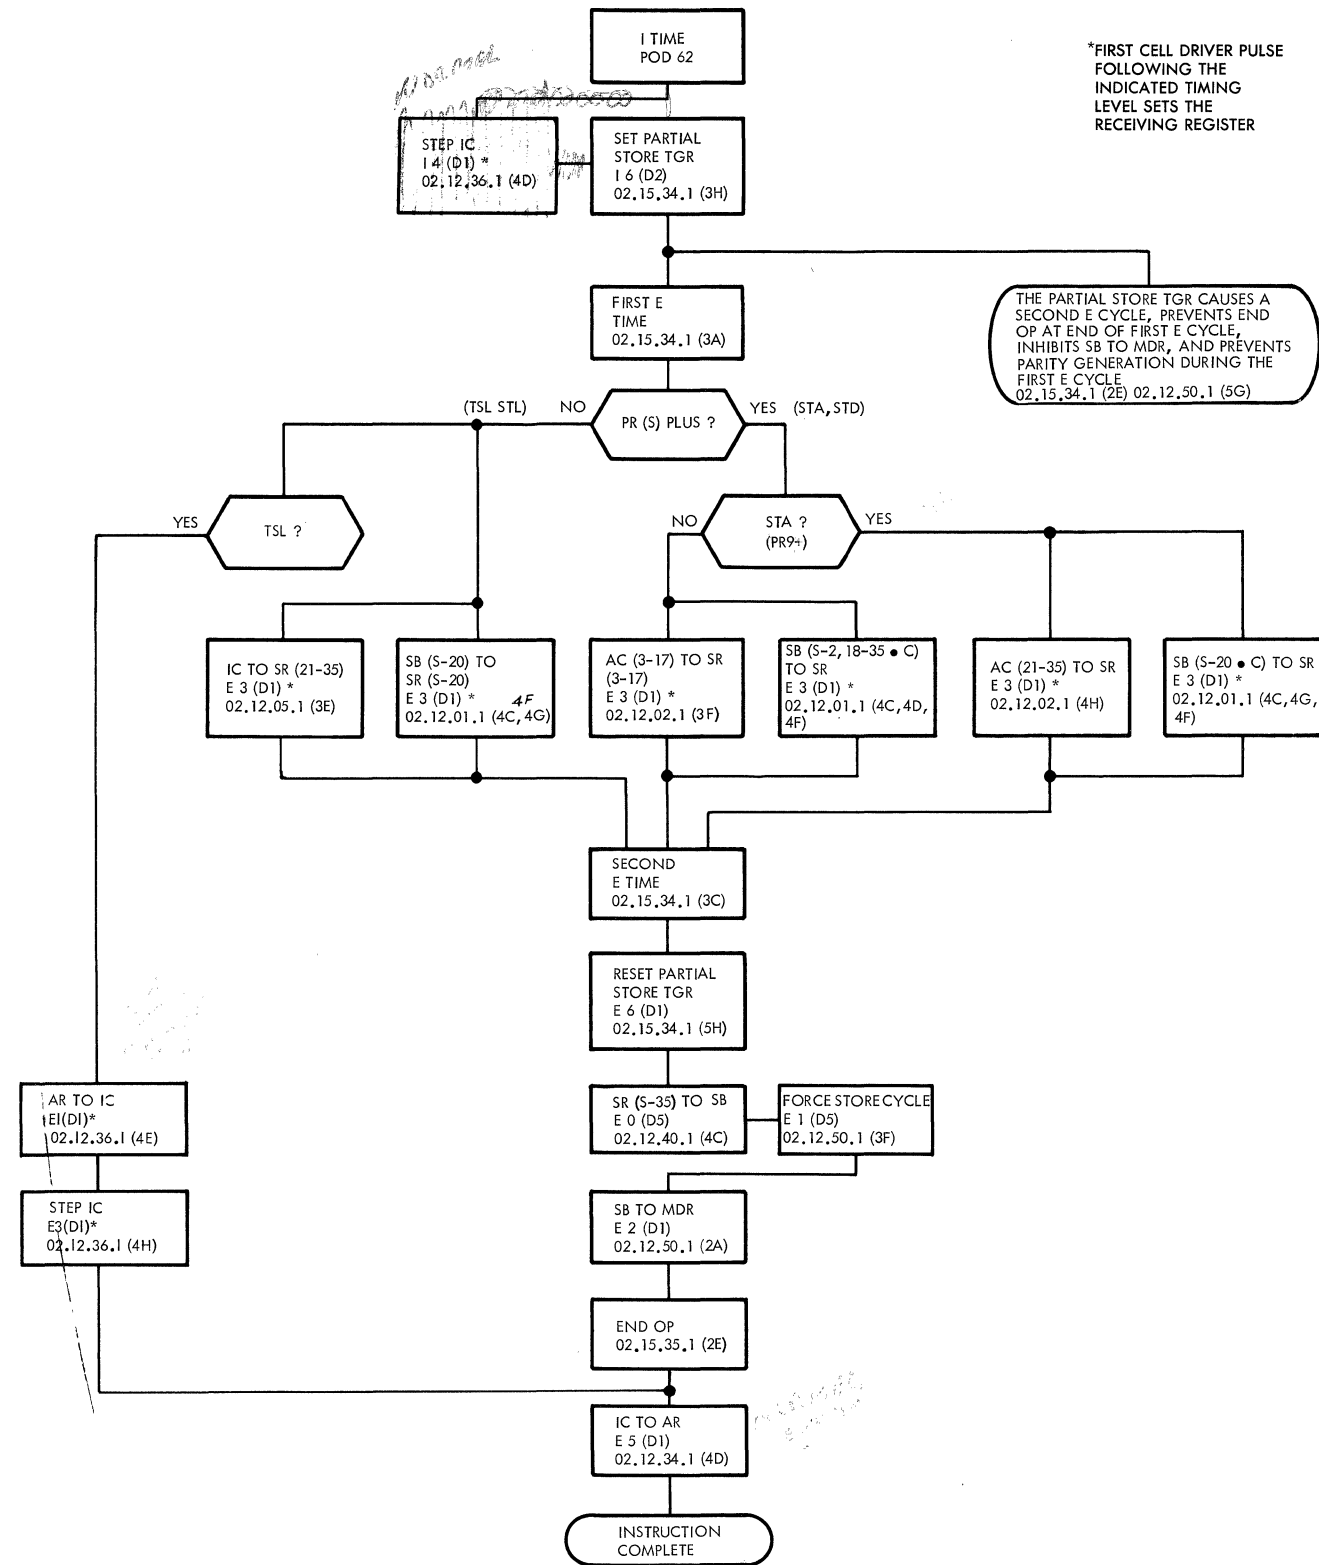 I TIME
POD 62
*FIRST CELL DRIVER PULSE
FOLLOWING THE
INDICATED TIMING
LEVEL SETS THE
RECEIVING REGISTER
STEP IC
I 4 (D1) *
02.12.36.1 (4D)
SET PARTIAL
STORE TGR
I 6 (D2)
02.15.34.1 (3H)
FIRST E
TIME
02.15.34.1 (3A)
THE PARTIAL STORE TGR CAUSES A
SECOND E CYCLE, PREVENTS END
OP AT END OF FIRST E CYCLE,
INHIBITS SB TO MDR, AND PREVENTS
PARITY GENERATION DURING THE
FIRST E CYCLE
02.15.34.1 (2E) 02.12.50.1 (5G)
(TSL STL) NO
PR (S) PLUS ?
YES (STA, STD)
YES
TSL ?
NO
STA ?
(PR9+)
YES
IC TO SR (21-35)
E 3 (D1) *
02.12.05.1 (3E)
SB (S-20) TO
SR (S-20)
E 3 (D1) * 4F
02.12.01.1 (4C, 4G)
AC (3-17) TO SR
(3-17)
E 3 (D1) *
02.12.02.1 (3F)
SB (S-2, 18-35 • C)
TO SR
E 3 (D1) *
02.12.01.1 (4C, 4D,
4F)
AC (21-35) TO SR
E 3 (D1) *
02.12.02.1 (4H)
SB (S-20 • C) TO SR
E 3 (D1) *
02.12.01.1 (4C, 4G,
4F)
SECOND
E TIME
02.15.34.1 (3C)
RESET PARTIAL
STORE TGR
E 6 (D1)
02.15.34.1 (5H)
AR TO IC
E1(D1)*
02.12.36.1 (4E)
SR (S-35) TO SB
E 0 (D5)
02.12.40.1 (4C)
FORCE STORE CYCLE
E 1 (D5)
02.12.50.1 (3F)
STEP IC
E3(D1)*
02.12.36.1 (4H)
SB TO MDR
E 2 (D1)
02.12.50.1 (2A)
END OP
02.15.35.1 (2E)
IC TO AR
E 5 (D1)
02.12.34.1 (4D)
INSTRUCTION
COMPLETE